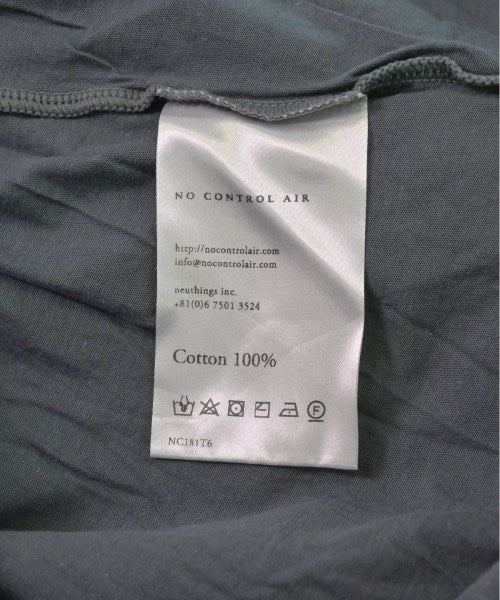 NO CONTROL AIR
http://nocontrolair.com
info@nocontrolair.com
neuthings inc.
+81(0)6 7501 3524
Cotton 100%
F
NC181T6